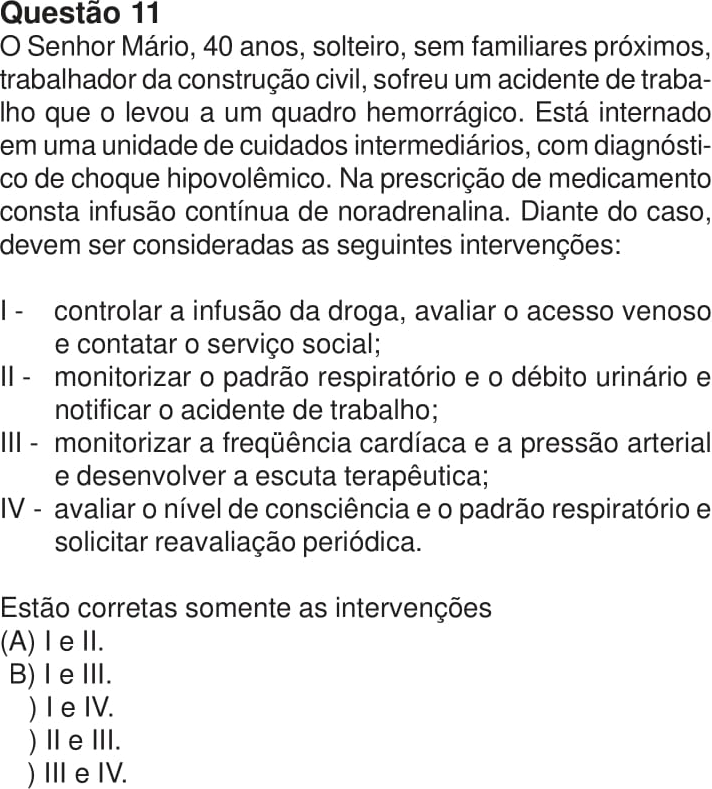 Questão 11
O Senhor Mário, 40 anos, solteiro, sem familiares próximos,
trabalhador da construção civil, sofreu um acidente de traba-
lho que o levou a um quadro hemorrágico. Está internado
em uma unidade de cuidados intermediários, com diagnósti-
co de choque hipovolêmico. Na prescrição de medicamento
consta infusão contínua de noradrenalina. Diante do caso,
devem ser consideradas as seguintes intervenções:
I - controlar a infusão da droga, avaliar o acesso venoso
e contatar o serviço social;
II - monitorizar o padrão respiratório e o débito urinário e
notificar o acidente de trabalho;
III - monitorizar a freqüência cardíaca e a pressão arterial
e desenvolver a escuta terapêutica;
IV - avaliar o nível de consciência e o padrão respiratório e
solicitar reavaliação periódica.
Estão corretas somente as intervenções
(A) I e II.
B) I e III.
) I e IV.
) II e III.
) III e IV.